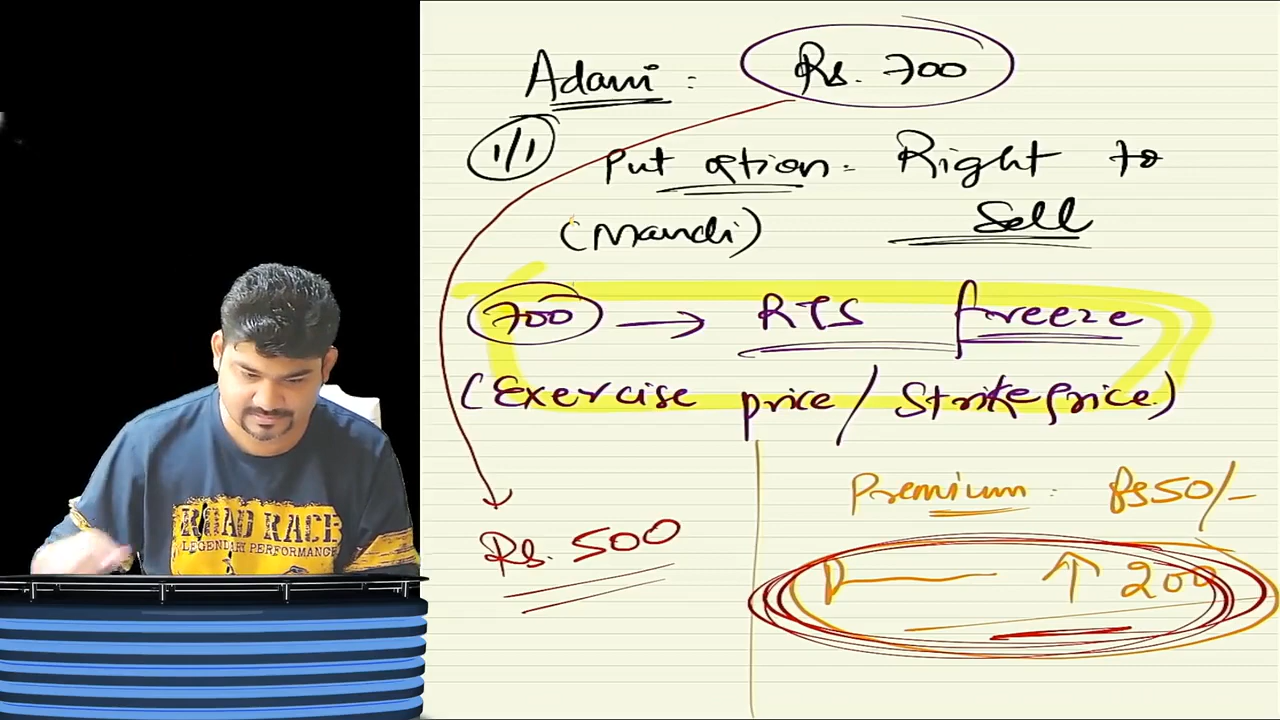 Adani : Rs. 700
1/1
Put option = Right to
(Mandi) Sell
700 → RTS freeze
(Exercise price / Strike price)
Premium : Rs 50/-
Rs. 500
P ↑ 200
ROAD RACE
LEGENDARY PERFORMANCE